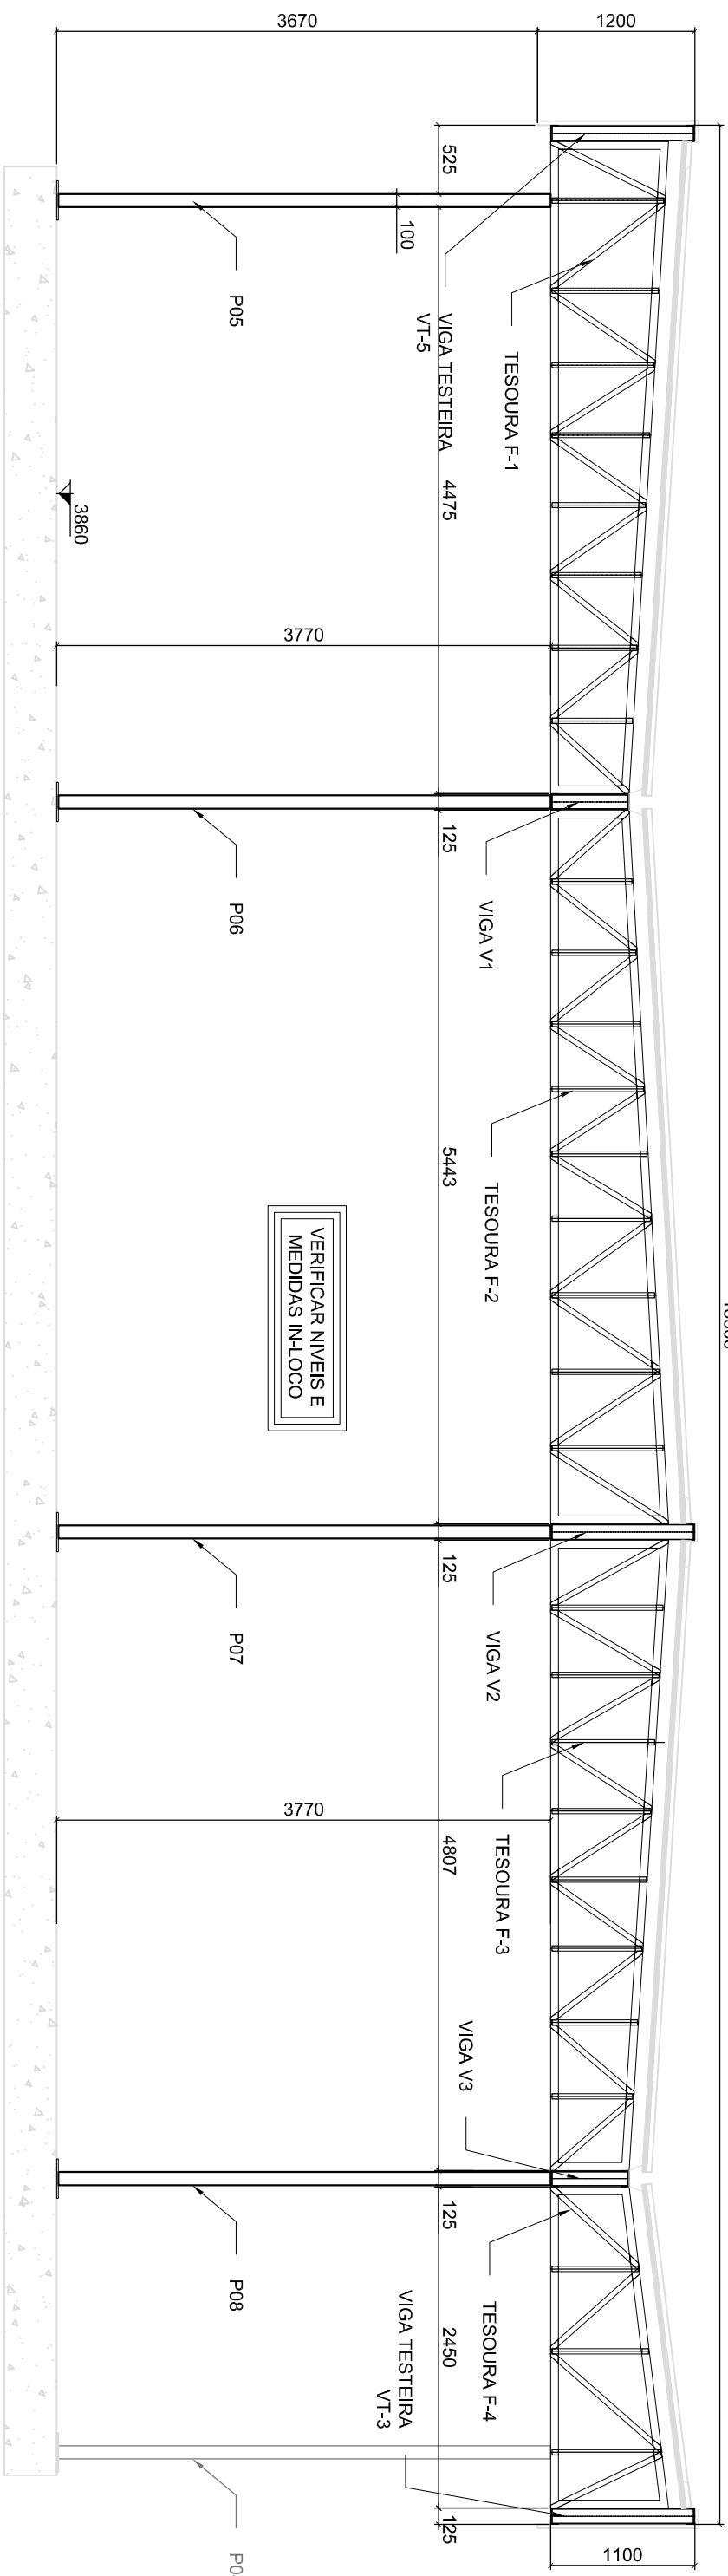 3670
1200
525
100
P05
VIGA TESTEIRA
VT-5
TESOURA F-1
4475
3860
3770
125
P06
VIGA V1
5443
TESOURA F-2
VERIFICAR NIVEIS E
MEDIDAS IN-LOCO
125
P07
VIGA V2
3770
4807
TESOURA F-3
VIGA V3
125
P08
2450
TESOURA F-4
VIGA TESTEIRA
VT-3
125
1100